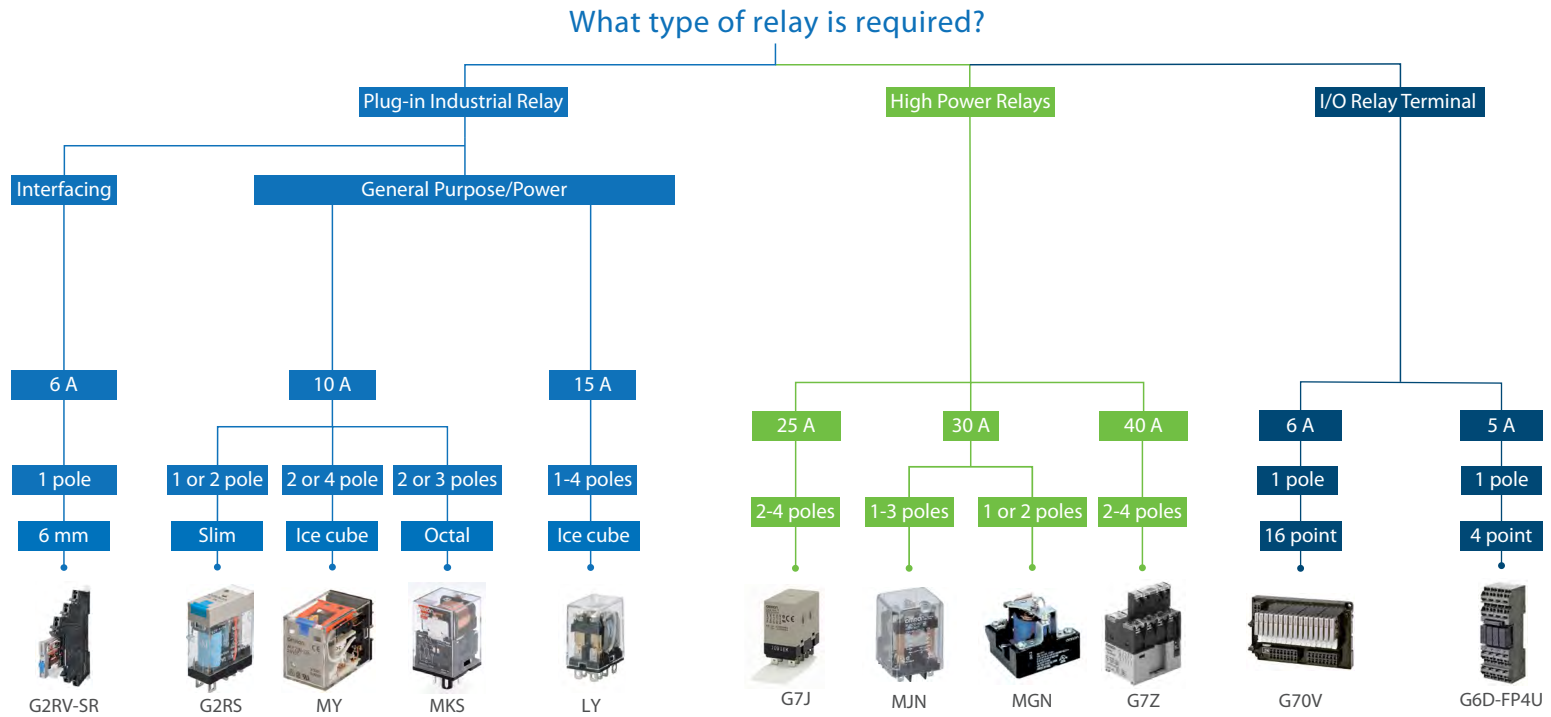 What type of relay is required?
Plug-in Industrial Relay
High Power Relays
I/O Relay Terminal
Interfacing
General Purpose/Power
6 A
10 A
15 A
25 A
30 A
40 A
6 A
5 A
1 pole
1 or 2 pole
2 or 4 pole
2 or 3 poles
1-4 poles
1 pole
1 pole
2-4 poles
1-3 poles
1 or 2 poles
2-4 poles
6 mm
Slim
Ice cube
Octal
Ice cube
16 point
4 point
G2RV-SR
G2RS
MY
MKS
LY
G7J
MJN
MGN
G7Z
G70V
G6D-FP4U